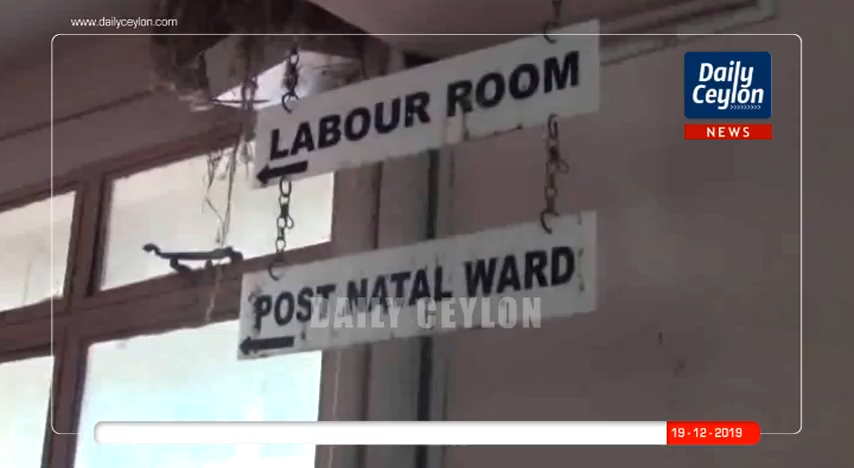 www.dailyceylon.com
LABOUR ROOM
Daily
Ceylon
NEWS
POST NATAL WARD
DAILY CEYLON
19-12-2019